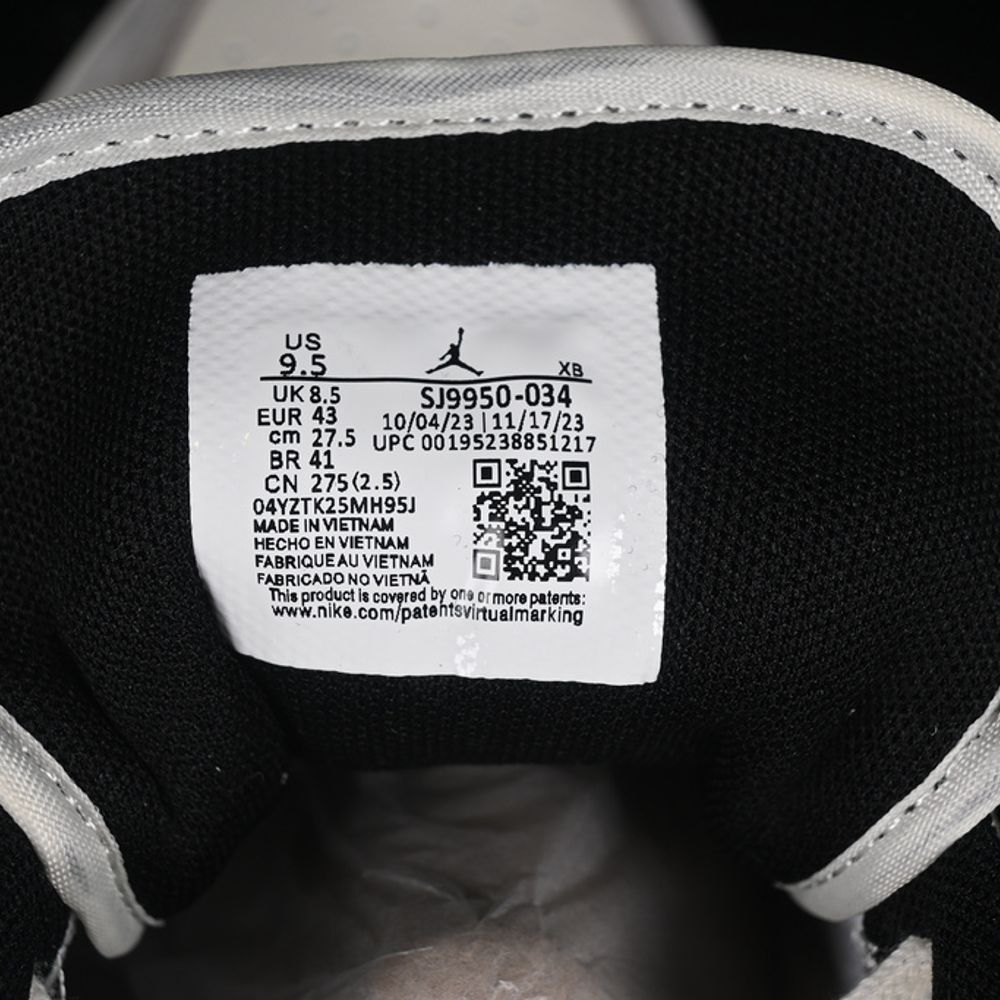 US
9.5
XB
UK 8.5
SJ9950-034
EUR 43
10/04/23 | 11/17/23
cm 27.5
UPC 00195238851217
BR 41
CN 275(2.5)
04YZTK25MH95J
MADE IN VIETNAM
HECHO EN VIETNAM
FABRIQUE AU VIETNAM
FABRICADO NO VIETNÃ
This product is covered by one or more patents:
www.nike.com/patentsvirtualmarking